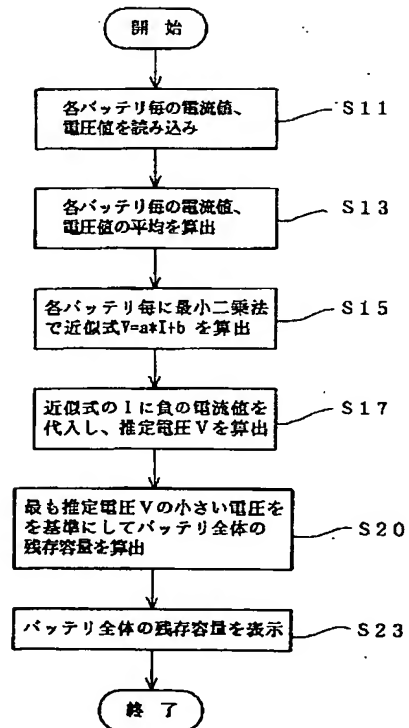 開 始
各バッテリ毎の電流値、
電圧値を読み込み
S11
各バッテリ毎の電流値、
電圧値の平均を算出
S13
各バッテリ毎に最小二乗法
で近似式V=a*I+b を算出
S15
近似式のＩに負の電流値を
代入し、推定電圧Ｖを算出
S17
最も推定電圧Ｖの小さい電圧を
を基準にしてバッテリ全体の
残存容量を算出
S20
バッテリ全体の残存容量を表示
S23
終 了